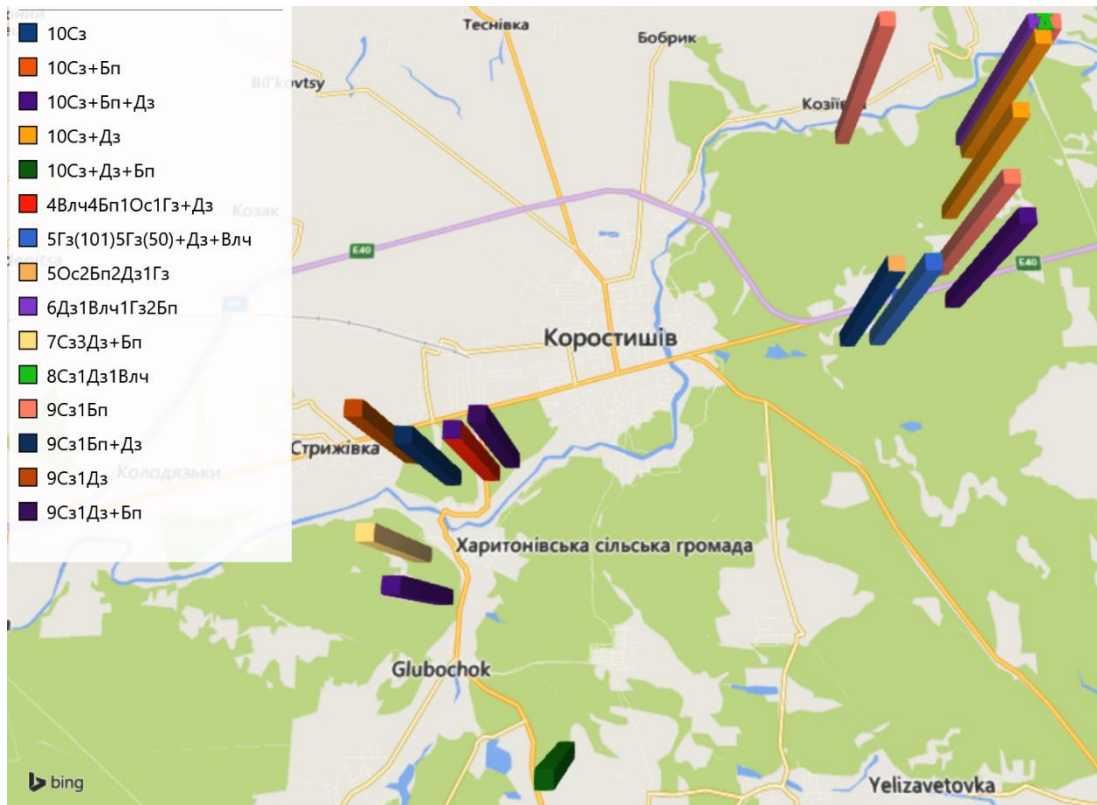 10Сз
10Сз+Бп
10Сз+Бп+Дз
10Сз+Дз
10Сз+Дз+Бп
4Влч4Бп1Ос1Гз+Дз
5Гз(101)5Гз(50)+Дз+Влч
5Ос2Бп2Дз1Гз
6Дз1Влч1Гз2Бп
7Сз3Дз+Бп
8Сз1Дз1Влч
9Сз1Бп
9Сз1Бп+Дз
9Сз1Дз
9Сз1Дз+Бп
Теснівка
Бобрик
Bil'kovtsy
Козак
E40
E40
Коростишів
Стрижівка
Колодязьки
Харитонівська сільська громада
Glubochok
Yelizavetovka
bing